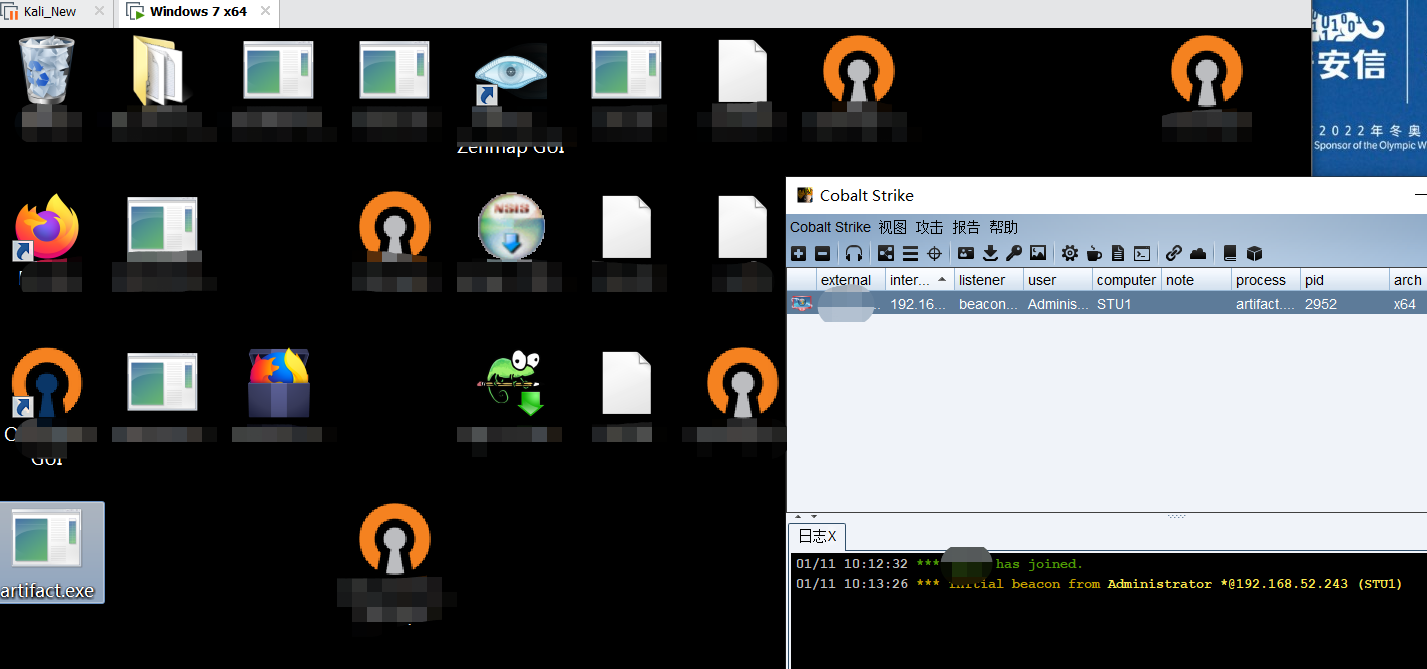 Kali_New
Windows 7 x64
安信
2022年冬奥
Sponsor of the Olympic W
Zenmap GUI
GUI
artifact.exe
Cobalt Strike
Cobalt Strike 视图 攻击 报告 帮助
external inter... listener user computer note process pid arch
192.16... beacon... Adminis... STU1 artifact.... 2952 x64
日志X
01/11 10:12:32 *** has joined.
01/11 10:13:26 *** initial beacon from Administrator *@192.168.52.243 (STU1)